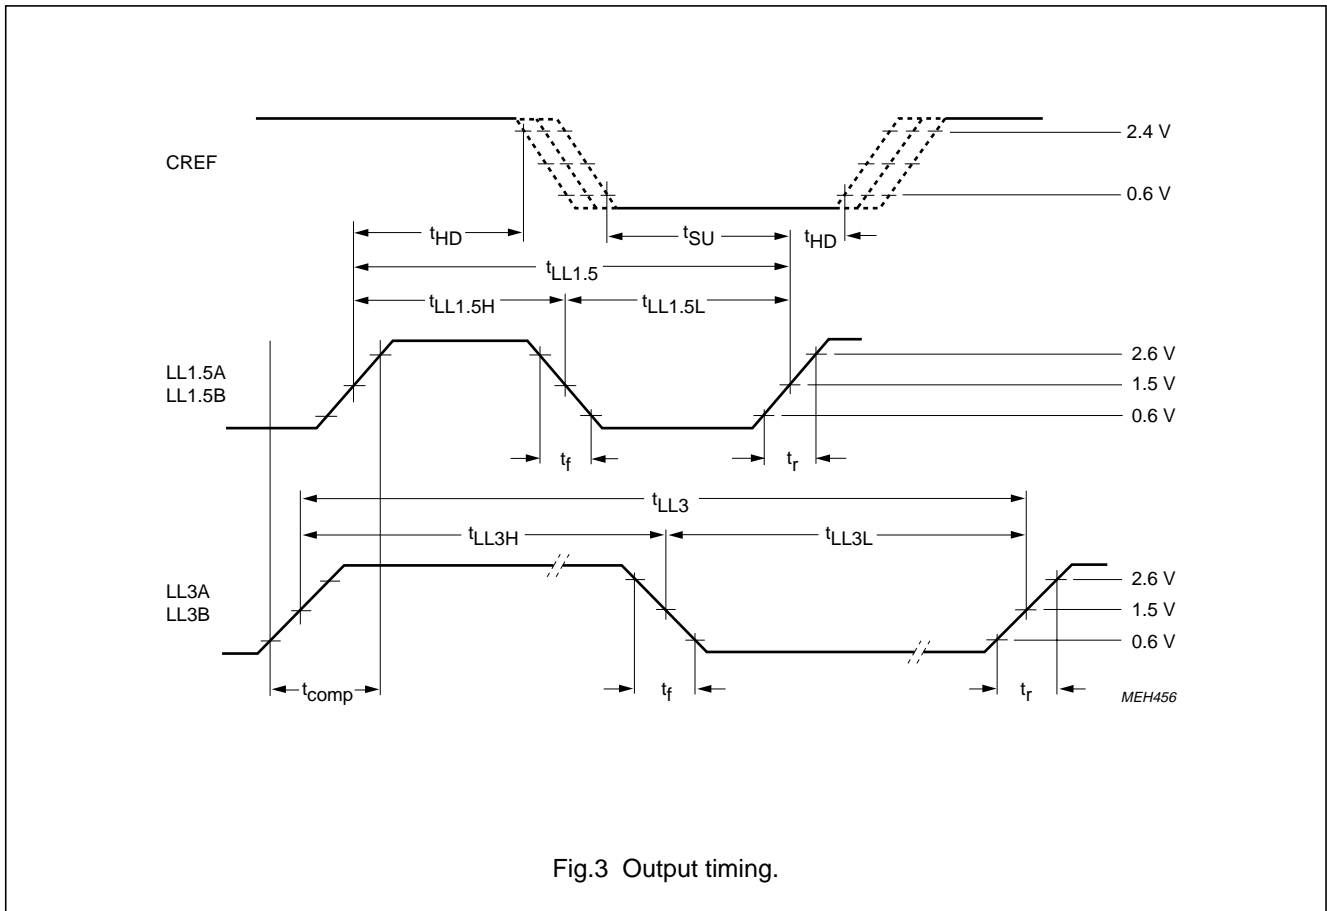 2.4 V
CREF
0.6 V
tHD
tSU
tHD
tLL1.5
tLL1.5H
tLL1.5L
2.6 V
LL1.5A
LL1.5B
1.5 V
0.6 V
tf
tr
tLL3
tLL3H
tLL3L
LL3A
LL3B
2.6 V
1.5 V
0.6 V
tcomp
tf
tr
MEH456
Fig.3 Output timing.